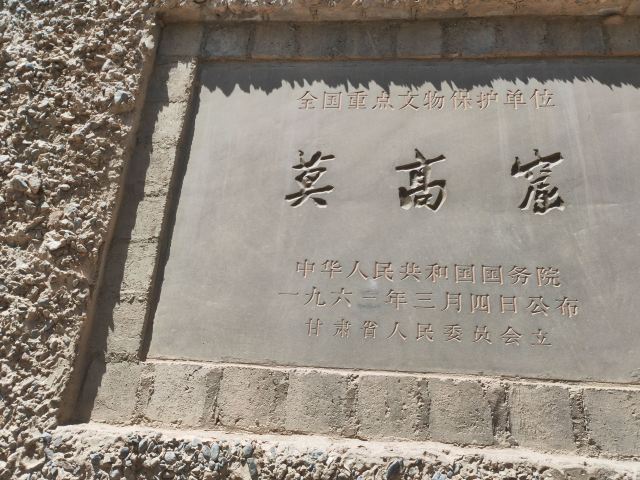 全国重点文物保护单位
莫高窟
中华人民共和国国务院
一九六一年三月四日公布
甘肃省人民委员会立